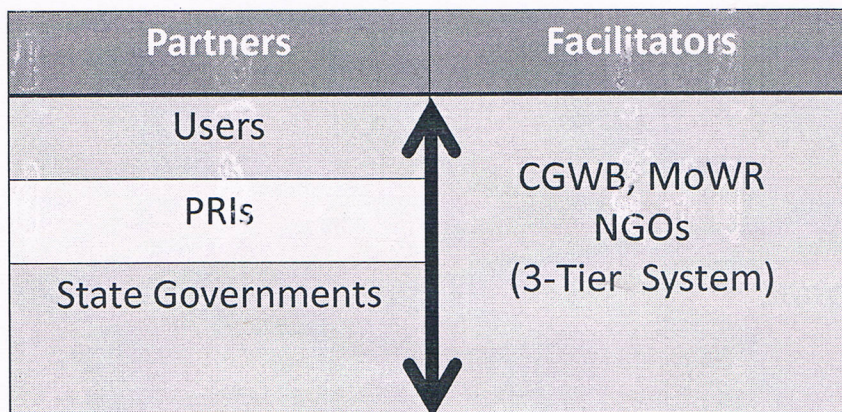 Partners
Facilitators
Users
PRIs
State Governments
CGWB, MoWR
NGOs
(3-Tier System)